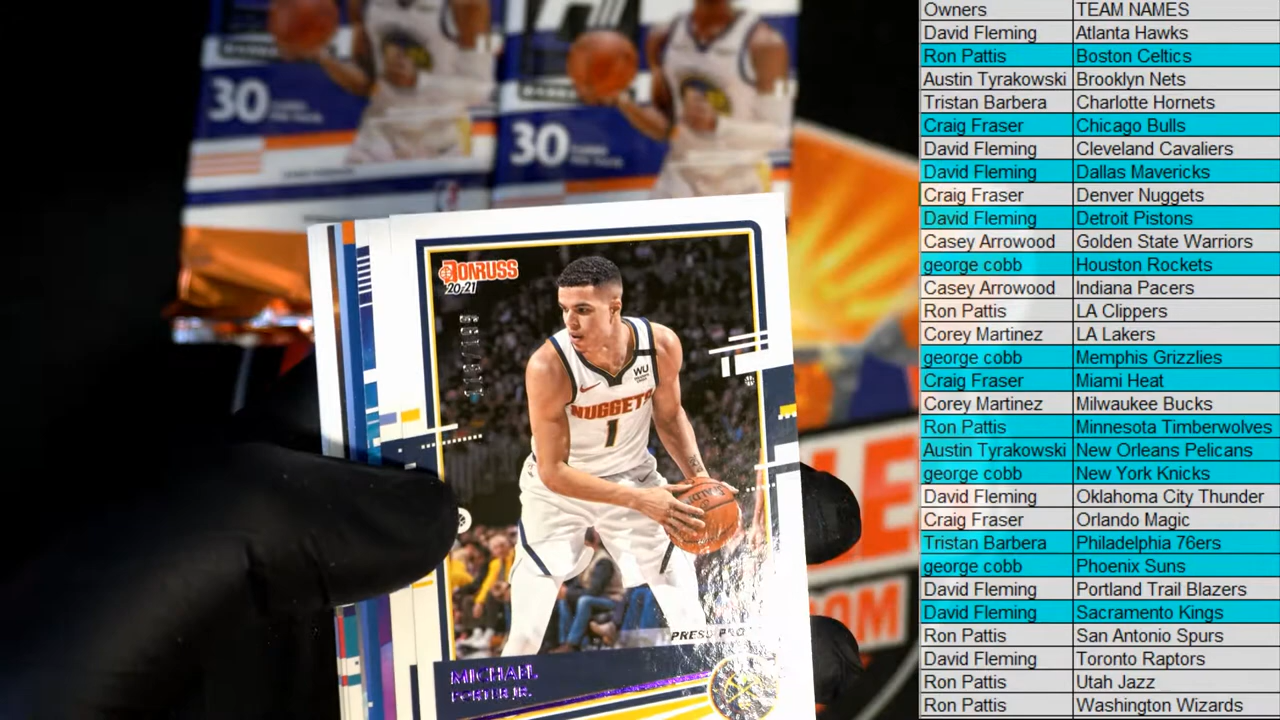 30
30
DONRUSS
20-21
WU
NUGGETS
1
PRESS PRO
MICHAEL
PORTER JR.
Owners TEAM NAMES
David Fleming Atlanta Hawks
Ron Pattis Boston Celtics
Austin Tyrakowski Brooklyn Nets
Tristan Barbera Charlotte Hornets
Craig Fraser Chicago Bulls
David Fleming Cleveland Cavaliers
David Fleming Dallas Mavericks
Craig Fraser Denver Nuggets
David Fleming Detroit Pistons
Casey Arrowood Golden State Warriors
george cobb Houston Rockets
Casey Arrowood Indiana Pacers
Ron Pattis LA Clippers
Corey Martinez LA Lakers
george cobb Memphis Grizzlies
Craig Fraser Miami Heat
Corey Martinez Milwaukee Bucks
Ron Pattis Minnesota Timberwolves
Austin Tyrakowski New Orleans Pelicans
george cobb New York Knicks
David Fleming Oklahoma City Thunder
Craig Fraser Orlando Magic
Tristan Barbera Philadelphia 76ers
george cobb Phoenix Suns
David Fleming Portland Trail Blazers
David Fleming Sacramento Kings
Ron Pattis San Antonio Spurs
David Fleming Toronto Raptors
Ron Pattis Utah Jazz
Ron Pattis Washington Wizards